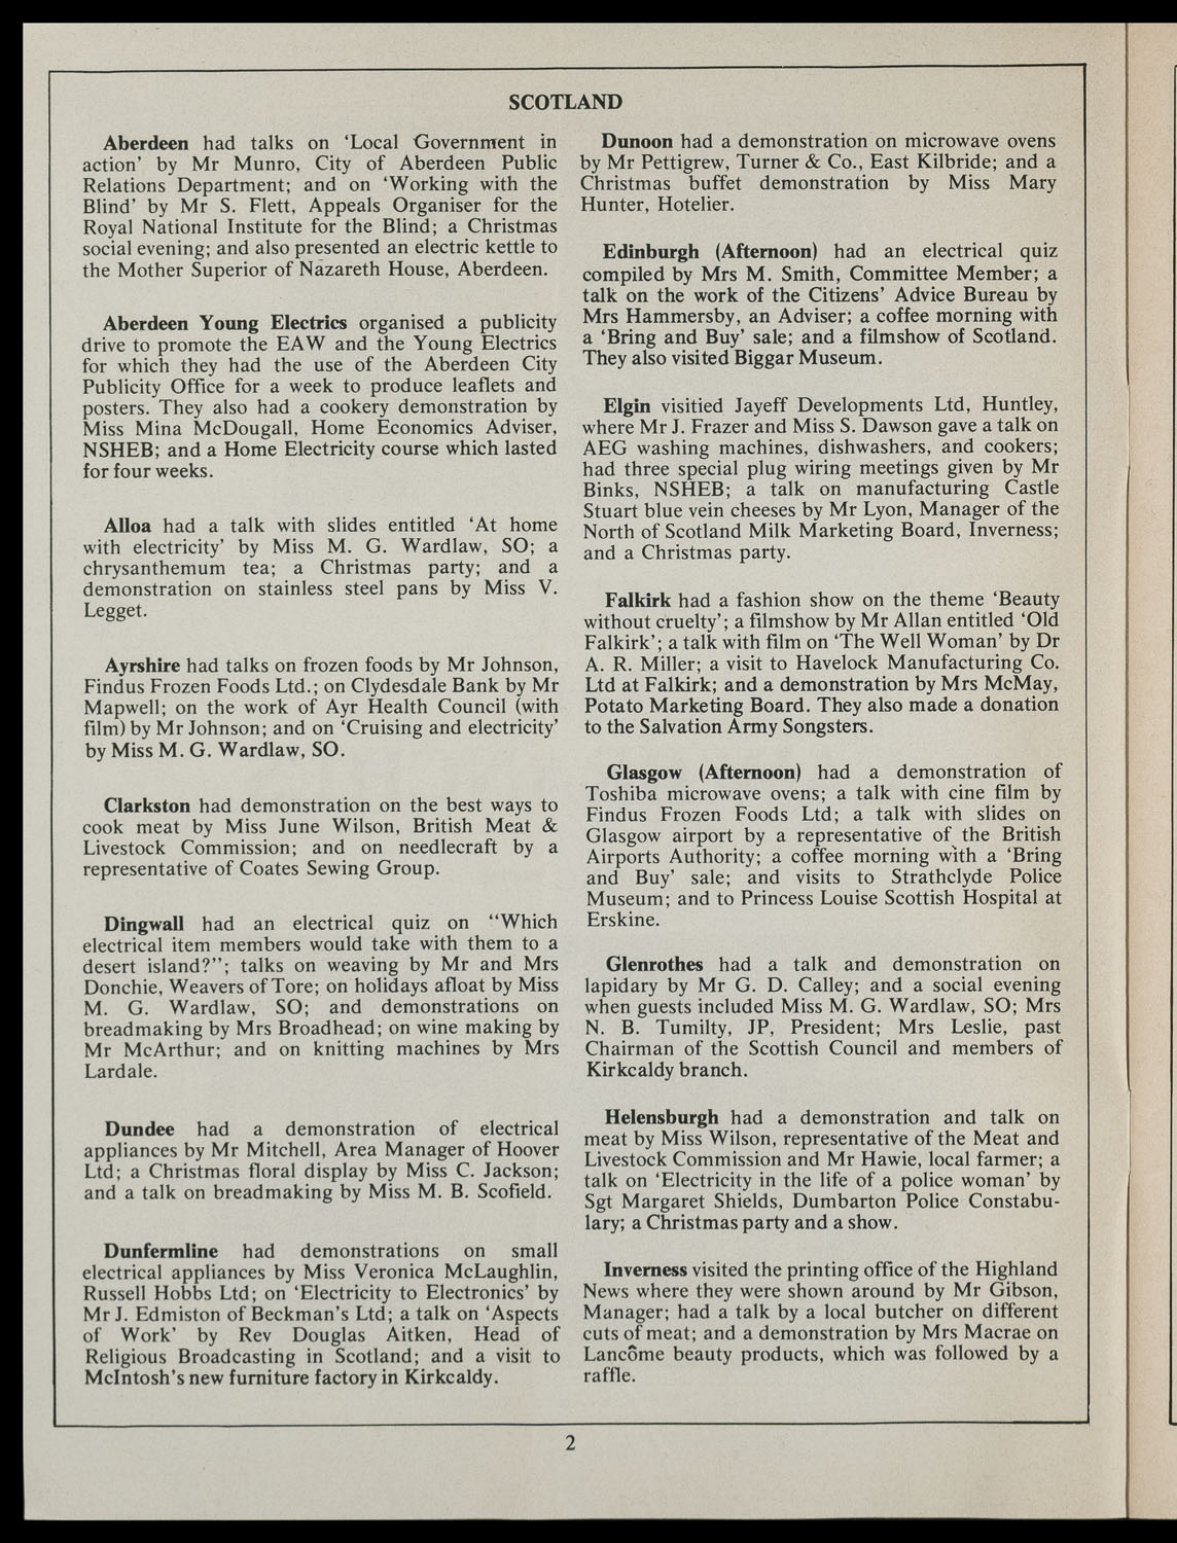 SCOTLAND
Aberdeen had talks on ‘Local Government in
action’ by Mr Munro, City of Aberdeen Public
Relations Department; and on ‘Working with the
Blind’ by Mr S. Flett, Appeals Organiser for the
Royal National Institute for the Blind; a Christmas
social evening; and also presented an electric kettle to
the Mother Superior of Nazareth House, Aberdeen.
Aberdeen Young Electrics organised a publicity
drive to promote the EAW and the Young Electrics
for which they had the use of the Aberdeen City
Publicity Office for a week to produce leaflets and
posters. They also had a cookery demonstration by
Miss Mina McDougall, Home Economics Adviser,
NSHEB; and a Home Electricity course which lasted
for four weeks.
Alloa had a talk with slides entitled ‘At home
with electricity’ by Miss M. G. Wardlaw, SO; a
chrysanthemum tea; a Christmas party; and a
demonstration on stainless steel pans by Miss V.
Legget.
Ayrshire had talks on frozen foods by Mr Johnson,
Findus Frozen Foods Ltd.; on Clydesdale Bank by Mr
Mapwell; on the work of Ayr Health Council (with
film) by Mr Johnson; and on ‘Cruising and electricity’
by Miss M. G. Wardlaw, SO.
Clarkston had demonstration on the best ways to
cook meat by Miss June Wilson, British Meat &
Livestock Commission; and on needlecraft by a
representative of Coates Sewing Group.
Dingwall had an electrical quiz on ‘‘Which
electrical item members would take with them to a
desert island?’’; talks on weaving by Mr and Mrs
Donchie, Weavers of Tore; on holidays afloat by Miss
M. G. Wardlaw, SO; and demonstrations on
breadmaking by Mrs Broadhead; on wine making by
Mr McArthur; and on knitting machines by Mrs
Lardale.
Dundee had a demonstration of electrical
appliances by Mr Mitchell, Area Manager of Hoover
Ltd; a Christmas floral display by Miss C. Jackson;
and a talk on breadmaking by Miss M. B. Scofield.
Dunfermline had demonstrations on small
electrical appliances by Miss Veronica McLaughlin,
Russell Hobbs Ltd; on ‘Electricity to Electronics’ by
Mr J. Edmiston of Beckman’s Ltd; a talk on ‘Aspects
of Work’ by Rev Douglas Aitken, Head of
Religious Broadcasting in Scotland; and a visit to
McIntosh’s new furniture factory in Kirkcaldy.
Dunoon had a demonstration on microwave ovens
by Mr Pettigrew, Turner & Co., East Kilbride; and a
Christmas buffet demonstration by Miss Mary
Hunter, Hotelier.
Edinburgh (Afternoon) had an electrical quiz
compiled by Mrs M. Smith, Committee Member; a
talk on the work of the Citizens’ Advice Bureau by
Mrs Hammersby, an Adviser; a coffee morning with
a ‘Bring and Buy’ sale; and a filmshow of Scotland.
They also visited Biggar Museum.
Elgin visitied Jayeff Developments Ltd, Huntley,
where Mr J. Frazer and Miss S. Dawson gave a talk on
AEG washing machines, dishwashers, and cookers;
had three special plug wiring meetings given by Mr
Binks, NSHEB; a talk on manufacturing Castle
Stuart blue vein cheeses by Mr Lyon, Manager of the
North of Scotland Milk Marketing Board, Inverness;
and a Christmas party.
Falkirk had a fashion show on the theme ‘Beauty
without cruelty’; a filmshow by Mr Allan entitled ‘Old
Falkirk’; a talk with film on ‘The Well Woman’ by Dr
A. R. Miller; a visit to Havelock Manufacturing Co.
Ltd at Falkirk; and a demonstration by Mrs McMay,
Potato Marketing Board. They also made a donation
to the Salvation Army Songsters.
Glasgow (Afternoon) had a demonstration of
Toshiba microwave ovens; a talk with cine film by
Findus Frozen Foods Ltd; a talk with slides on
Glasgow airport by a representative of the British
Airports Authority; a coffee morning with a ‘Bring
and Buy’ sale; and visits to Strathclyde Police
Museum; and to Princess Louise Scottish Hospital at
Erskine.
Glenrothes had a talk and demonstration on
lapidary by Mr G. D. Calley; and a social evening
when guests included Miss M. G. Wardlaw, SO; Mrs
N. B. Tumilty, JP, President; Mrs Leslie, past
Chairman of the Scottish Council and members of
Kirkcaldy branch.
Helensburgh had a demonstration and talk on
meat by Miss Wilson, representative of the Meat and
Livestock Commission and Mr Hawie, local farmer; a
talk on ‘Electricity in the life of a police woman’ by
Sgt Margaret Shields, Dumbarton Police Constabu-
lary; a Christmas party and a show.
Inverness visited the printing office of the Highland
News where they were shown around by Mr Gibson,
Manager; had a talk by a local butcher on different
cuts of meat; and a demonstration by Mrs Macrae on
Lancôme beauty products, which was followed by a
raffle.
2